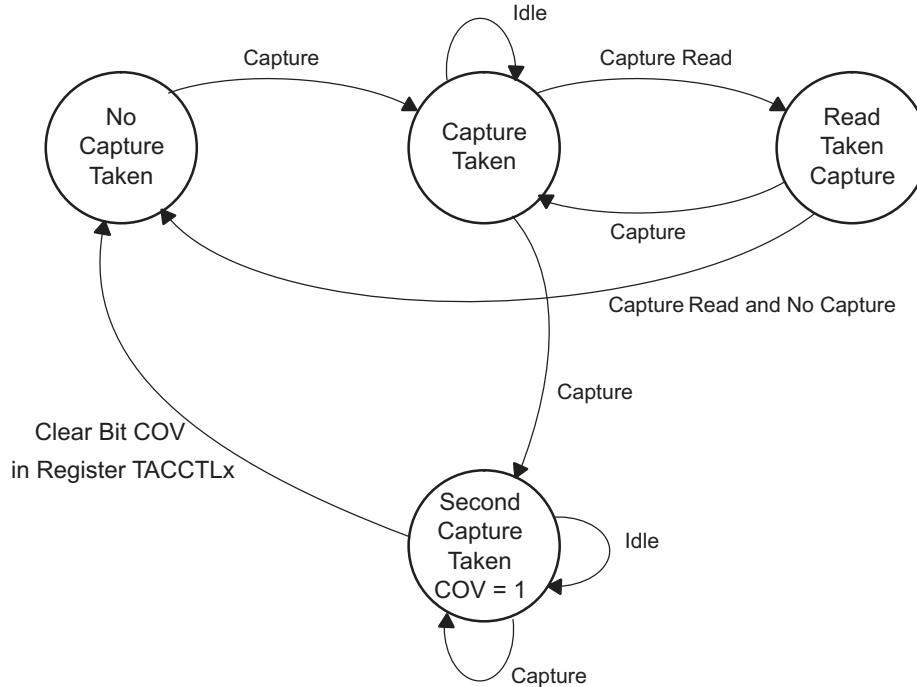 Idle
Capture
Capture Read
No
Capture
Taken
Capture
Taken
Read
Taken
Capture
Capture
Capture Read and No Capture
Capture
Clear Bit COV
in Register TACCTLx
Second
Capture
Taken
COV = 1
Idle
Capture